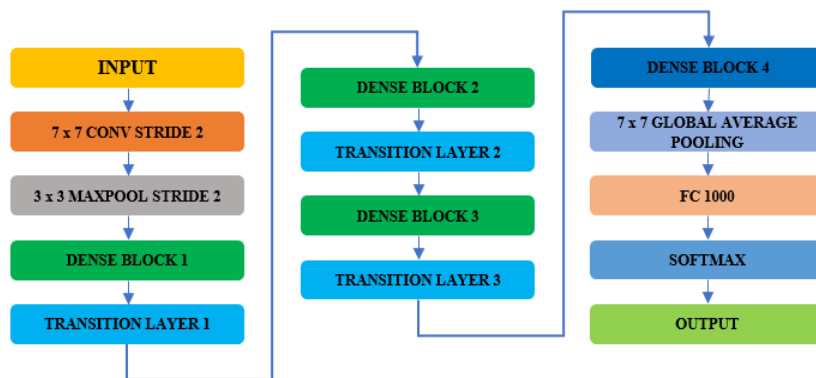 INPUT
7 x 7 CONV STRIDE 2
3 x 3 MAXPOOL STRIDE 2
DENSE BLOCK 1
TRANSITION LAYER 1
DENSE BLOCK 2
TRANSITION LAYER 2
DENSE BLOCK 3
TRANSITION LAYER 3
DENSE BLOCK 4
7 x 7 GLOBAL AVERAGE
POOLING
FC 1000
SOFTMAX
OUTPUT